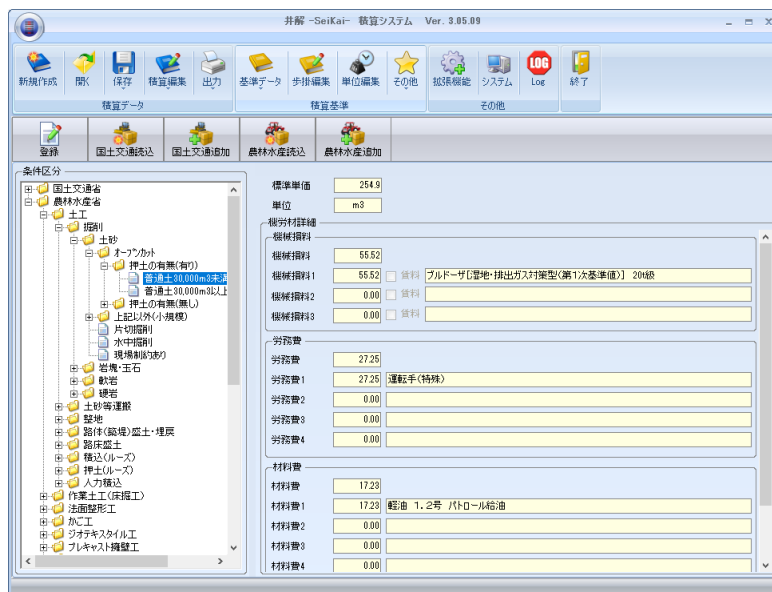 井解 -SeiKai- 積算システム Ver. 3.05.09
新規作成 開く 保存 積算編集 出力 基準データ 歩掛編集 単位編集 その他 拡張機能 システム Log 終了
LOG
積算データ 積算基準 その他
登録 国土交通読込 国土交通追加 農林水産読込 農林水産追加
条件区分
国土交通省
農林水産省
土工
掘削
土砂
オープンカット
押土の有無(有り)
普通土30,000m3未満
普通土30,000m3以上
押土の有無(無し)
上記以外(小規模)
片切掘削
水中掘削
現場制約あり
岩塊・玉石
軟岩
硬岩
土砂等運搬
整地
路体(築堤)盛土・埋戻
路床盛土
積込(ルーズ)
押土(ルーズ)
人力積込
作業土工(床掘工)
法面整形工
かご工
ジオテキスタイル工
プレキャスト擁壁工
標準単価 254.9
単位 m3
機労材詳細
機械損料
機械損料 55.52
機械損料1 55.52 賃料 ブルドーザ[湿地・排出ガス対策型(第1次基準値)] 20t級
機械損料2 0.00 賃料
機械損料3 0.00 賃料
労務費
労務費 27.25
労務費1 27.25 運転手(特殊)
労務費2 0.00
労務費3 0.00
労務費4 0.00
材料費
材料費 17.23
材料費1 17.23 軽油 1.2号 パトロール給油
材料費2 0.00
材料費3 0.00
材料費4 0.00